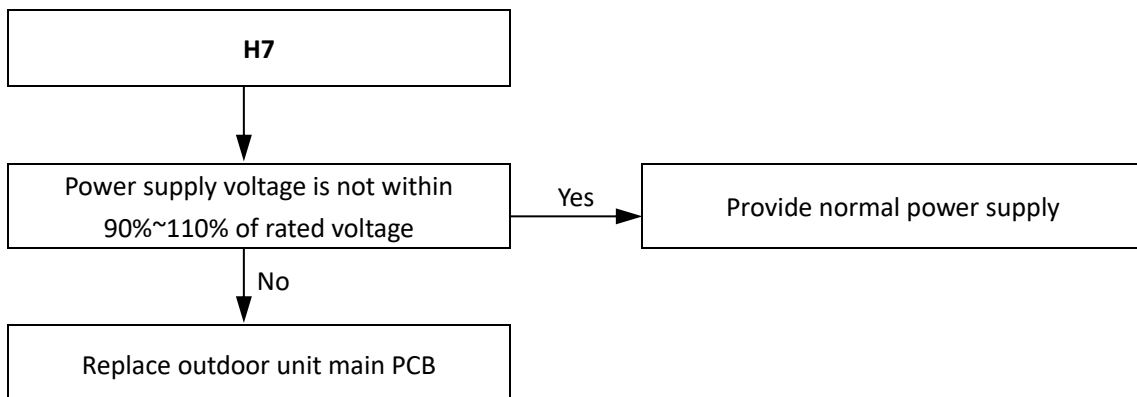 H7
Power supply voltage is not within
90%~110% of rated voltage
Yes
Provide normal power supply
No
Replace outdoor unit main PCB